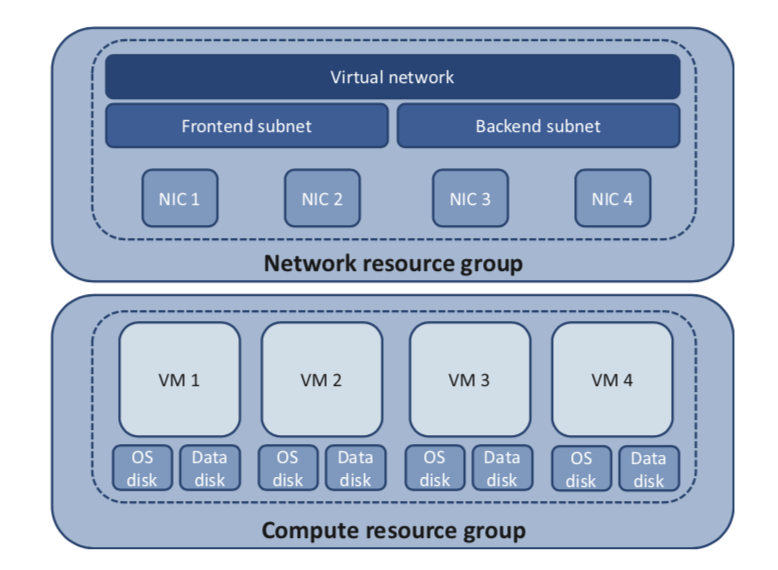 Virtual network
Frontend subnet
Backend subnet
NIC 1
NIC 2
NIC 3
NIC 4
Network resource group
VM 1
VM 2
VM 3
VM 4
OS
disk
Data
disk
OS
disk
Data
disk
OS
disk
Data
disk
OS
disk
Data
disk
Compute resource group